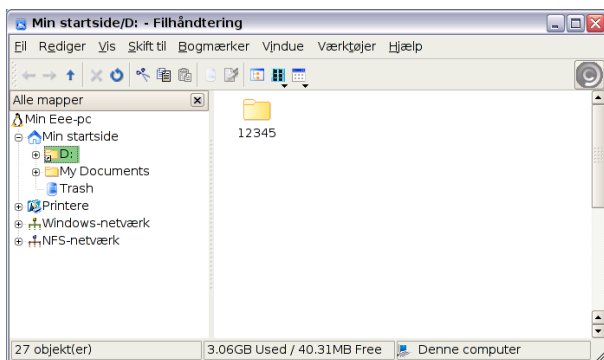 Min startside/D: - Filhåndtering
Fil Rediger Vis Skift til Bogmærker Vindue Værktøjer Hjælp
Alle mapper
Min Eee-pc
Min startside
D:
My Documents
Trash
Printere
Windows-netværk
NFS-netværk
12345
27 objekt(er) 3.06GB Used / 40.31MB Free Denne computer